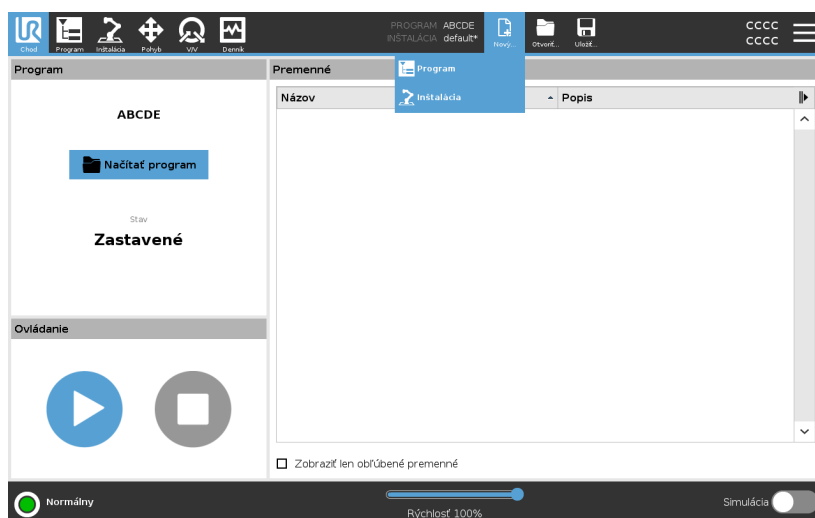 UR
Chod
Program
Inštalácia
Pohyb
V/V
Denník
PROGRAM ABCDE
INŠTALÁCIA default*
Nový...
Otvoriť...
Uložiť...
CCCC
CCCC
Program
Inštalácia
Program
ABCDE
Načítať program
Stav
Zastavené
Ovládanie
Premenné
Názov
Popis
Zobraziť len obľúbené premenné
Normálny
Rýchlosť 100%
Simulácia